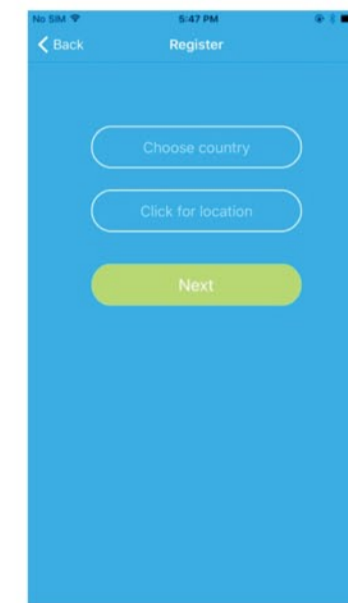 No SIM 5:47 PM
Back Register
Choose country
Click for location
Next